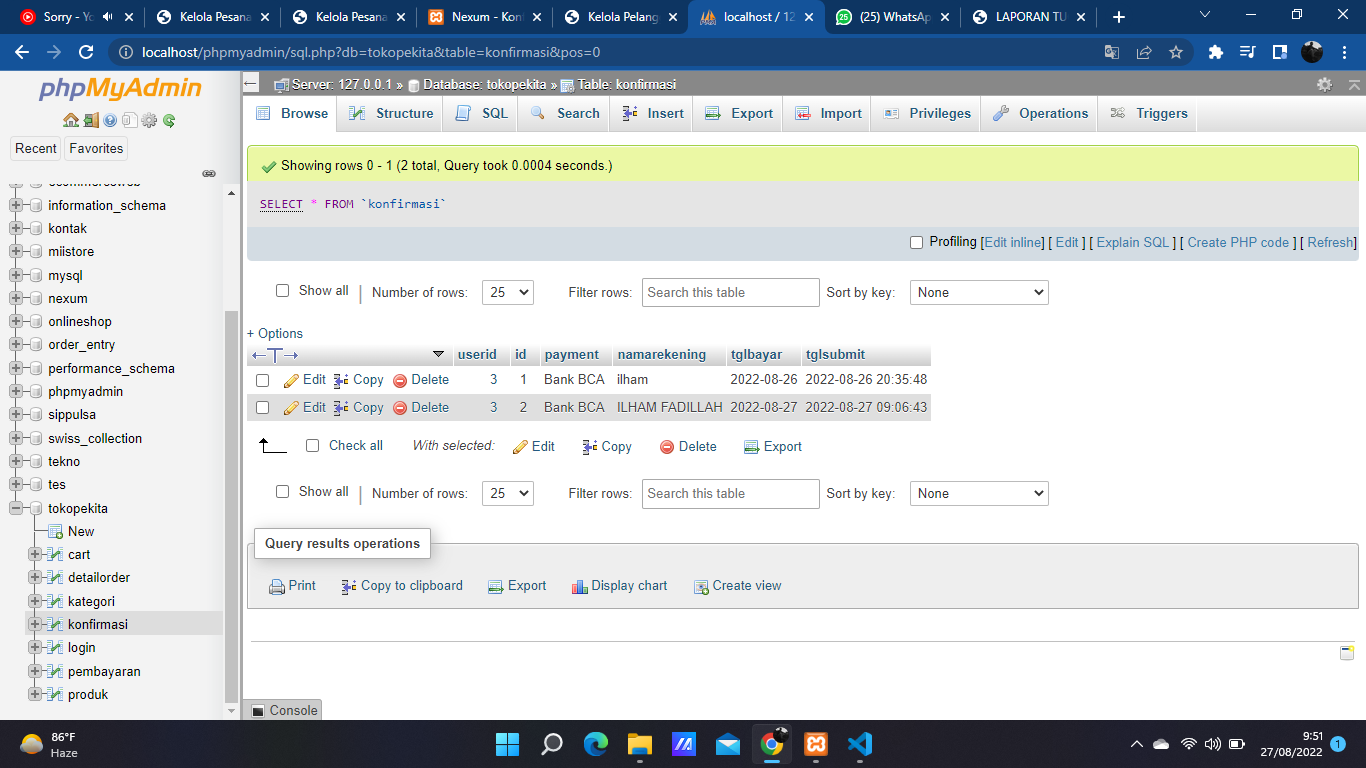 Sorry - Yo
Kelola Pesana
Kelola Pesana
Nexum - Kon
Kelola Pelang
localhost / 12
(25) WhatsAp
LAPORAN TU
localhost/phpmyadmin/sql.php?db=tokopekita&table=konfirmasi&pos=0
phpMyAdmin
Recent
Favorites
information_schema
kontak
miistore
mysql
nexum
onlineshop
order_entry
performance_schema
phpmyadmin
sippulsa
swiss_collection
tekno
tes
tokopekita
New
cart
detailorder
kategori
konfirmasi
login
pembayaran
produk
Server: 127.0.0.1 » Database: tokopekita » Table: konfirmasi
Browse Structure SQL Search Insert Export Import Privileges Operations Triggers
Showing rows 0 - 1 (2 total, Query took 0.0004 seconds.)
SELECT * FROM `konfirmasi`
Profiling [Edit inline] [ Edit ] [ Explain SQL ] [ Create PHP code ] [ Refresh]
Show all | Number of rows: 25 Filter rows: Search this table Sort by key: None
+ Options
userid id payment namarekening tglbayar tglsubmit
Edit Copy Delete 3 1 Bank BCA ilham 2022-08-26 2022-08-26 20:35:48
Edit Copy Delete 3 2 Bank BCA ILHAM FADILLAH 2022-08-27 2022-08-27 09:06:43
Check all With selected: Edit Copy Delete Export
Show all | Number of rows: 25 Filter rows: Search this table Sort by key: None
Query results operations
Print Copy to clipboard Export Display chart Create view
Console
86°F
Haze
9:51
27/08/2022
1